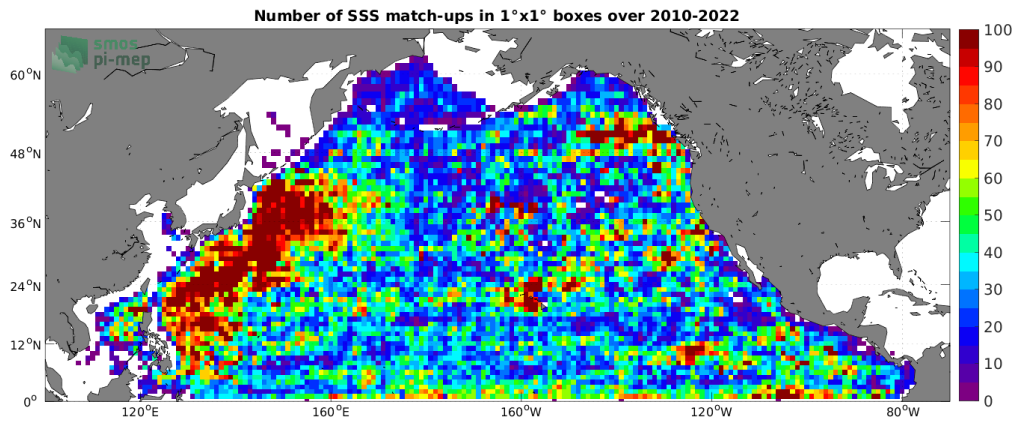 Number of SSS match-ups in 1°x1° boxes over 2010-2022
smos
pi-mep
60°N
48°N
36°N
24°N
12°N
0°
120°E
160°E
160°W
120°W
80°W
100
90
80
70
60
50
40
30
20
10
0